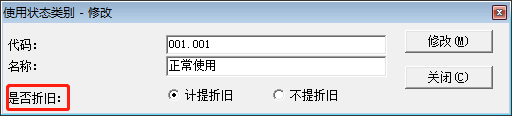 使用状态类别 - 修改
代码： 001.001 修改(M)
名称： 正常使用
关闭(C)
是否折旧： 计提折旧 不提折旧